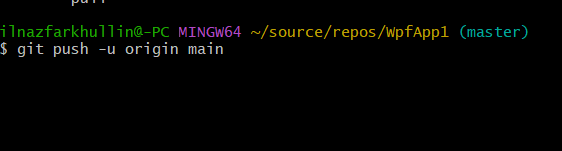 ilnazfarkhullin@-PC MINGW64 ~/source/repos/WpfApp1 (master)
$ git push -u origin main